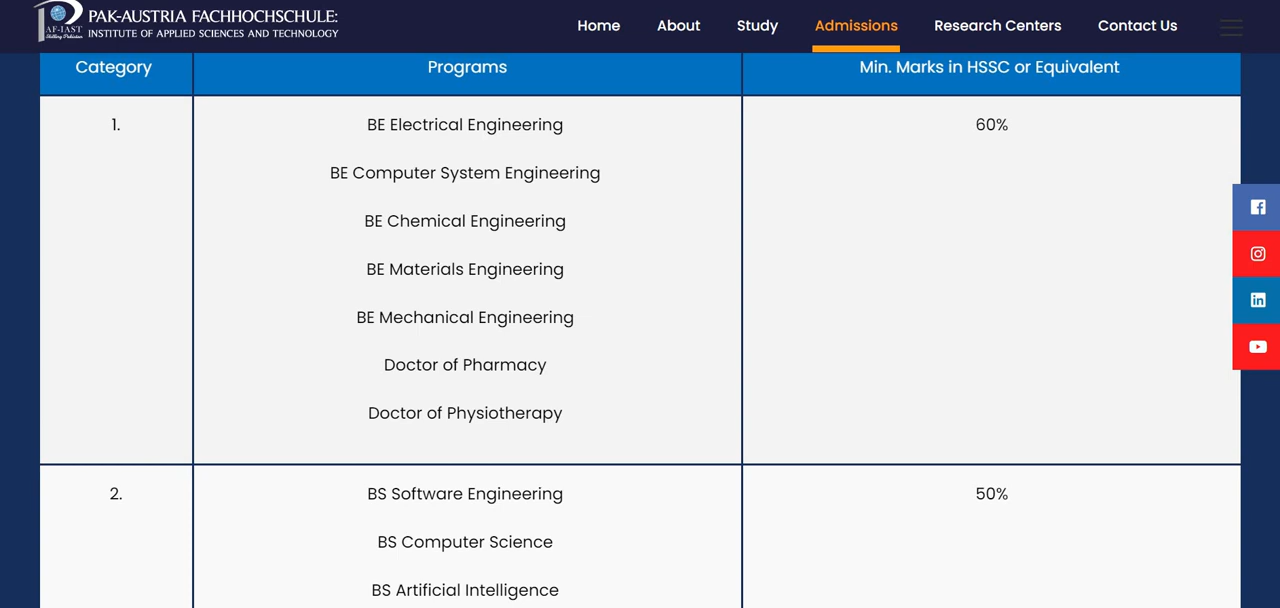 PAK-AUSTRIA FACHHOCHSCHULE:
INSTITUTE OF APPLIED SCIENCES AND TECHNOLOGY
AF-IAST
Skilling Pakistan
Home About Study Admissions Research Centers Contact Us
Category Programs Min. Marks in HSSC or Equivalent
1. BE Electrical Engineering 60%
BE Computer System Engineering
BE Chemical Engineering
BE Materials Engineering
BE Mechanical Engineering
Doctor of Pharmacy
Doctor of Physiotherapy
2. BS Software Engineering 50%
BS Computer Science
BS Artificial Intelligence